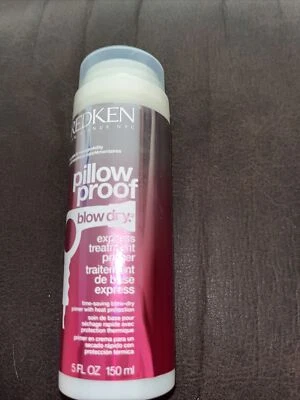 REDKEN
pillow
proof
blow dry
express
treatment
primer
traitement
de base
express
time-saving blow-dry
primer with heat protection
soin de base pour
séchage rapide avec
protection thermique
primer en crema para un
secado rápido con
protección térmica
5 FL OZ 150 ml